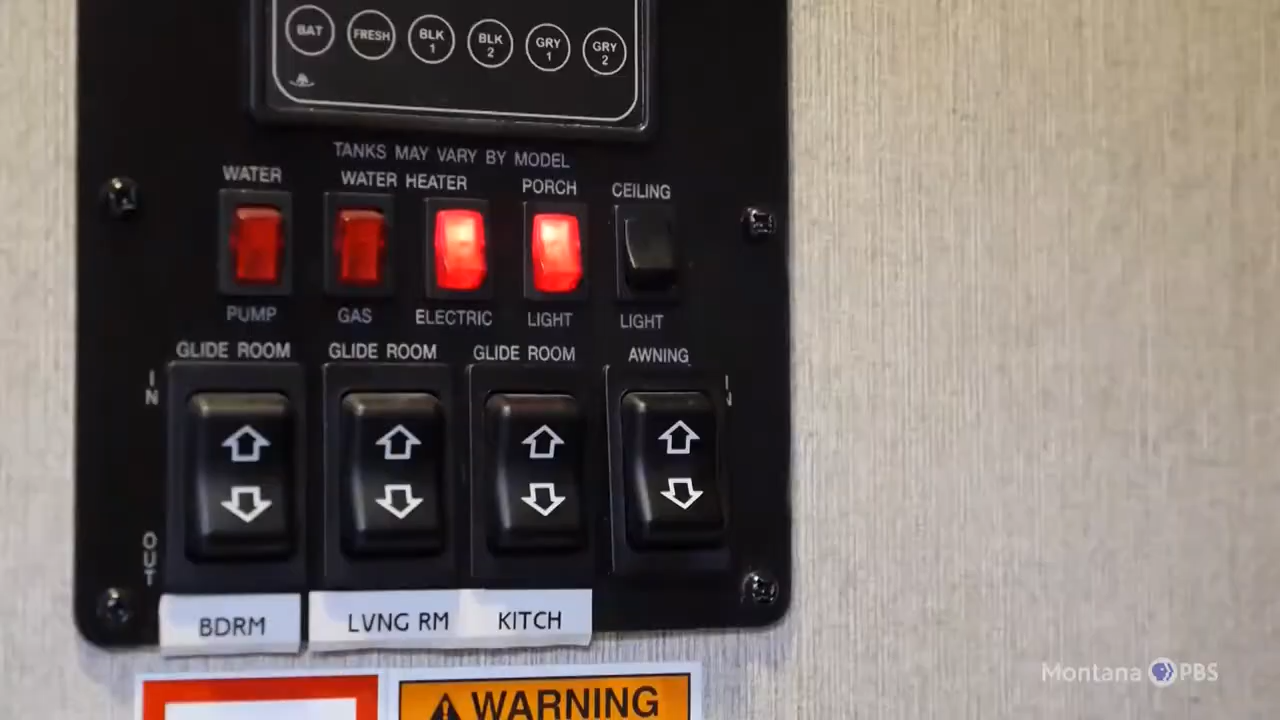 BAT FRESH BLK 1 BLK 2 GRY 1 GRY 2
TANKS MAY VARY BY MODEL
WATER WATER HEATER PORCH CEILING
PUMP GAS ELECTRIC LIGHT LIGHT
GLIDE ROOM GLIDE ROOM GLIDE ROOM AWNING
IN IN
OUT
BDRM LVNG RM KITCH
WARNING
Montana PBS